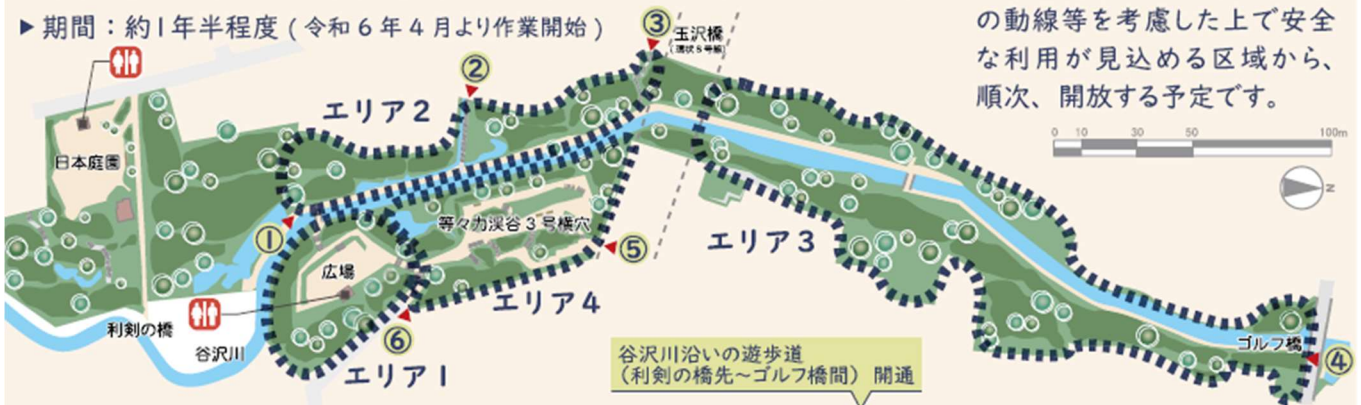 ▶期間：約1年半程度（令和6年4月より作業開始）
の動線等を考慮した上で安全
な利用が見込める区域から、
順次、開放する予定です。
0 10 30 50 100m
N
③
玉沢橋
（環状8号線）
②
エリア2
日本庭園
①
等々力渓谷3号横穴
⑤
エリア3
広場
エリア4
利剣の橋
谷沢川
⑥
エリア1
ゴルフ橋
④
谷沢川沿いの遊歩道
（利剣の橋先～ゴルフ橋間）開通